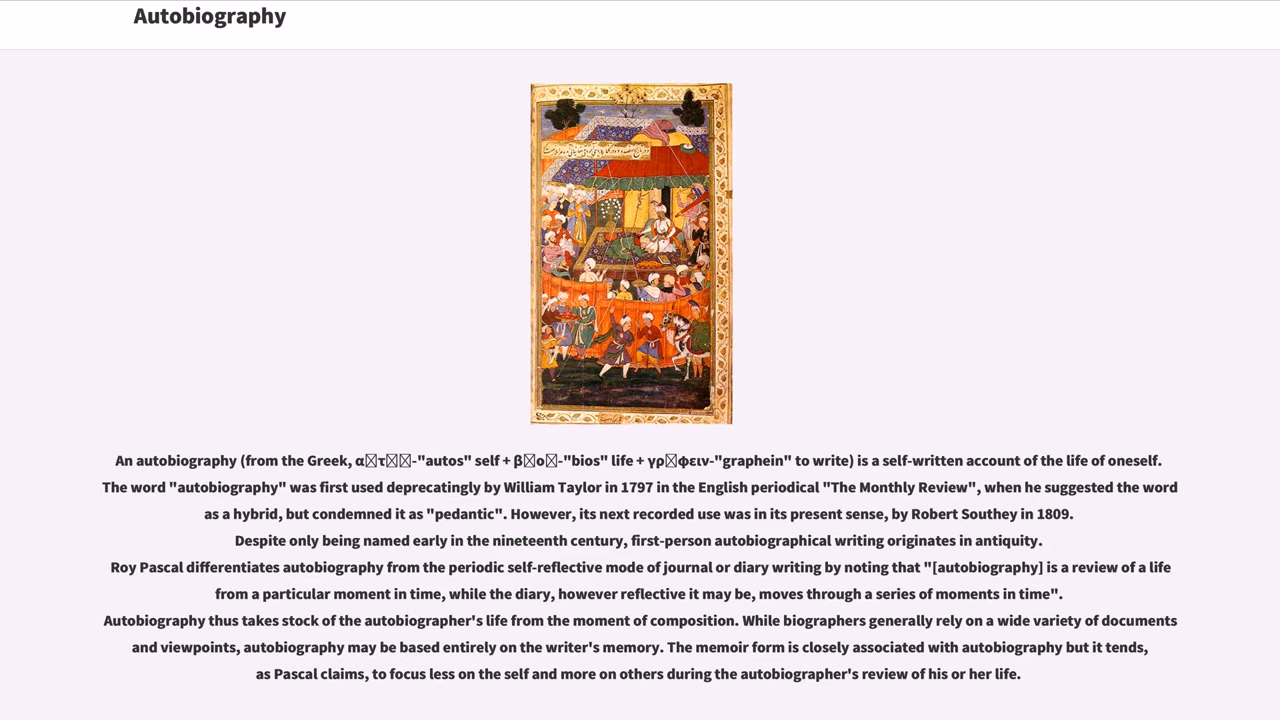 Autobiography
An autobiography (from the Greek, α□τ□□-"autos" self + β□ο□-"bios" life + γρ□φειν-"graphein" to write) is a self-written account of the life of oneself.
The word "autobiography" was first used deprecatingly by William Taylor in 1797 in the English periodical "The Monthly Review", when he suggested the word
as a hybrid, but condemned it as "pedantic". However, its next recorded use was in its present sense, by Robert Southey in 1809.
Despite only being named early in the nineteenth century, first-person autobiographical writing originates in antiquity.
Roy Pascal differentiates autobiography from the periodic self-reflective mode of journal or diary writing by noting that "[autobiography] is a review of a life
from a particular moment in time, while the diary, however reflective it may be, moves through a series of moments in time".
Autobiography thus takes stock of the autobiographer's life from the moment of composition. While biographers generally rely on a wide variety of documents
and viewpoints, autobiography may be based entirely on the writer's memory. The memoir form is closely associated with autobiography but it tends,
as Pascal claims, to focus less on the self and more on others during the autobiographer's review of his or her life.